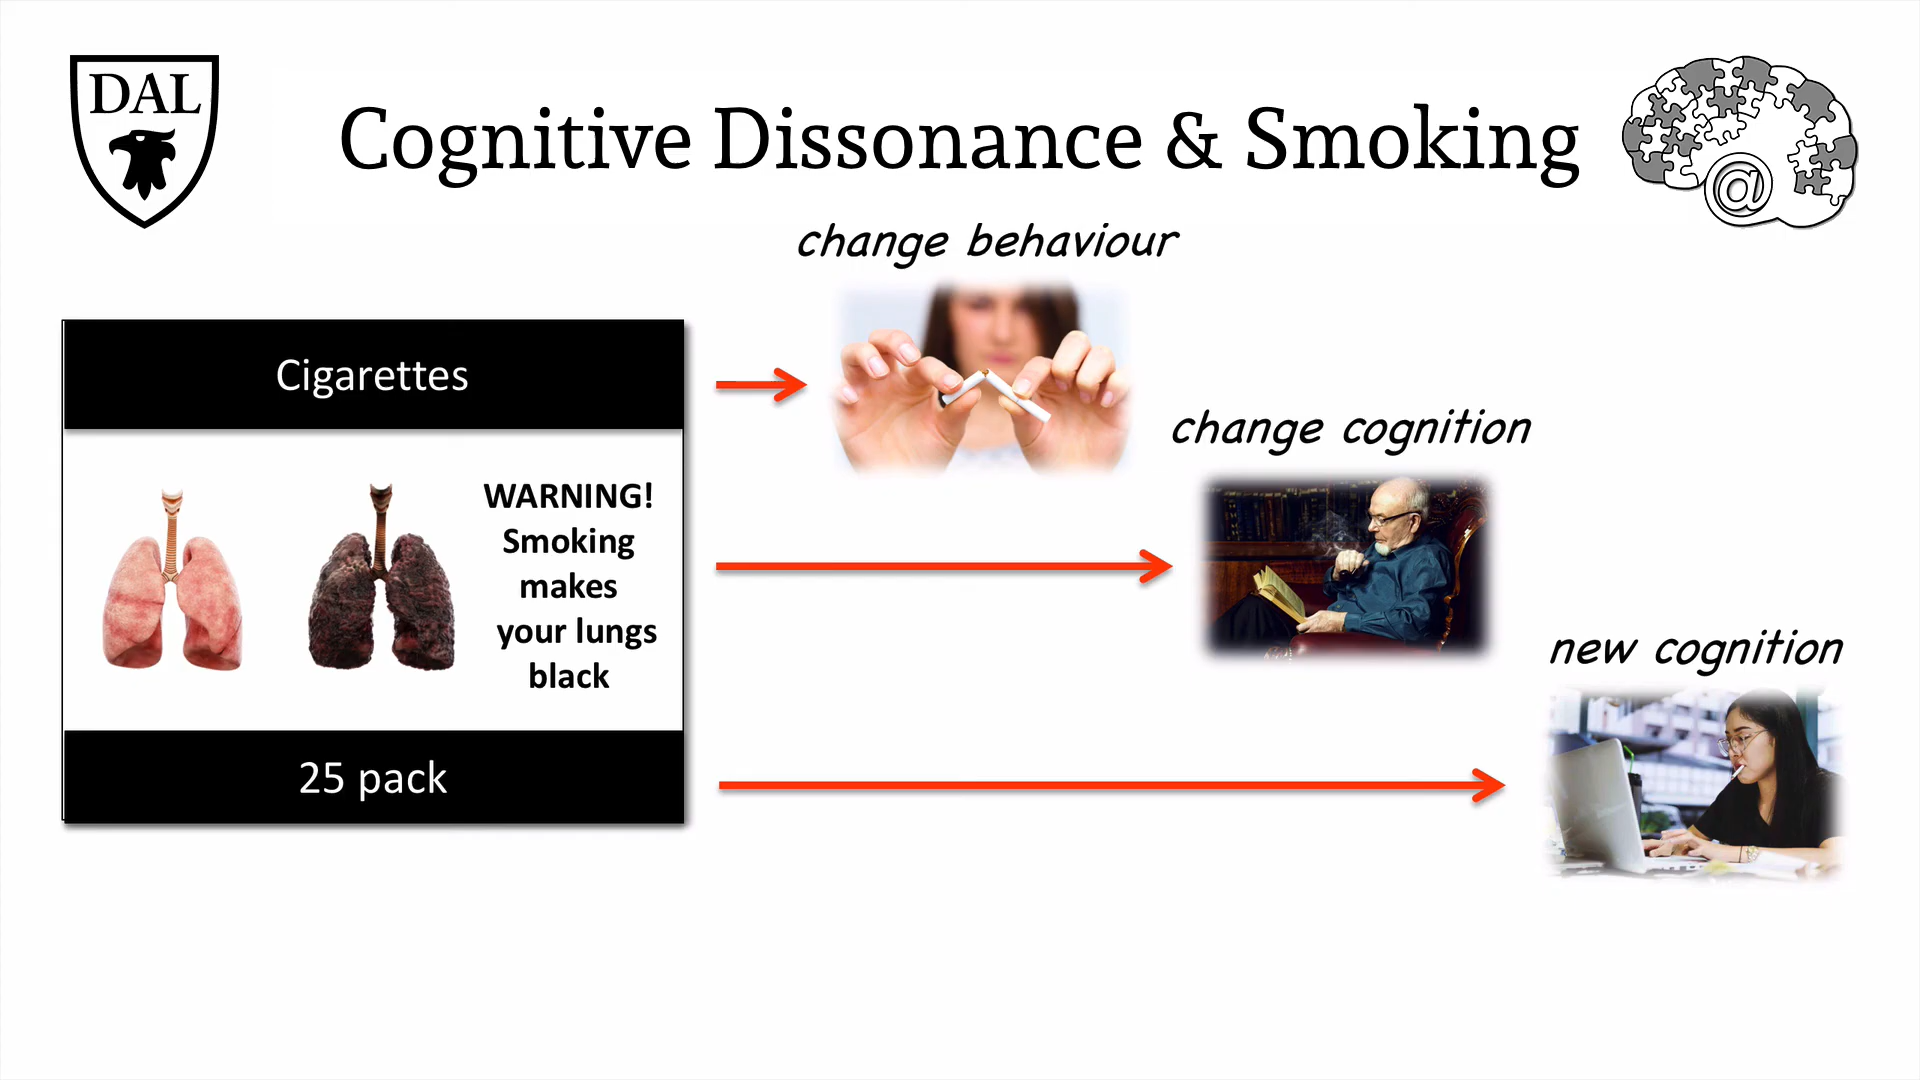 DAL
Cognitive Dissonance & Smoking
@
change behaviour
Cigarettes
change cognition
WARNING!
Smoking
makes
your lungs
black
new cognition
25 pack